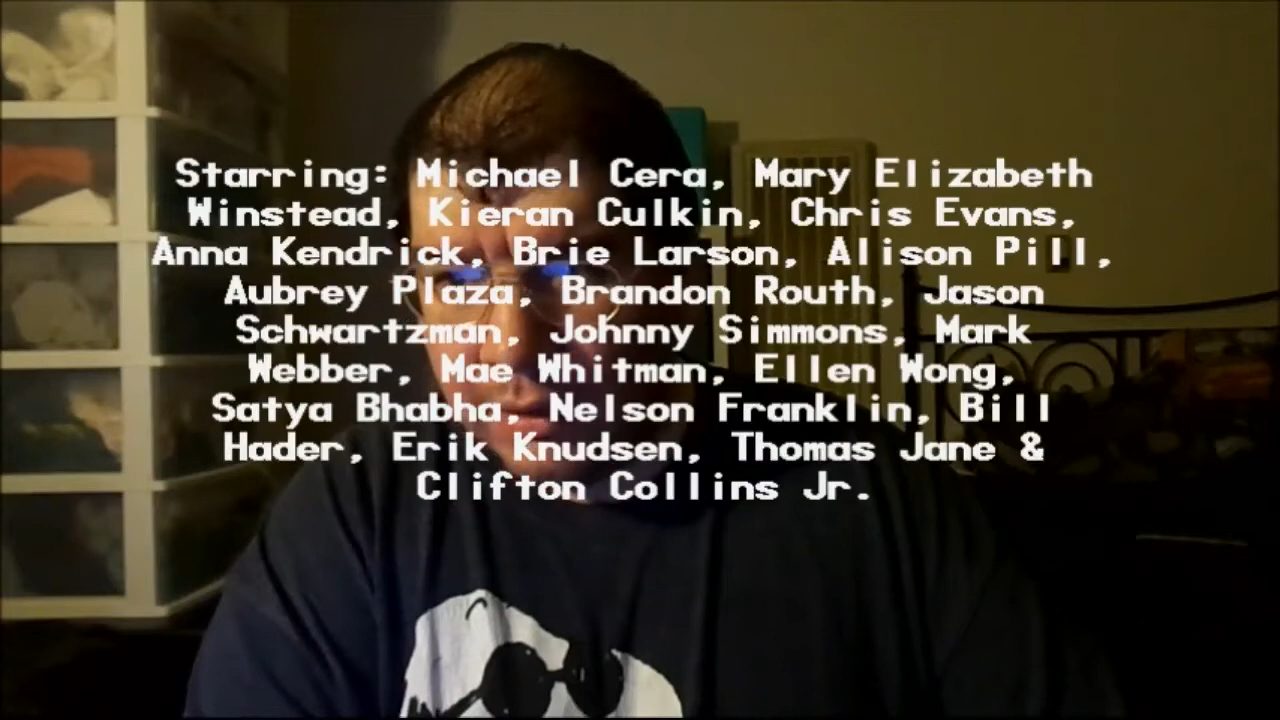 Starring: Michael Cera, Mary Elizabeth
Winstead, Kieran Culkin, Chris Evans,
Anna Kendrick, Brie Larson, Alison Pill,
Aubrey Plaza, Brandon Routh, Jason
Schwartzman, Johnny Simmons, Mark
Webber, Mae Whitman, Ellen Wong,
Satya Bhabha, Nelson Franklin, Bill
Hader, Erik Knudsen, Thomas Jane &
Clifton Collins Jr.